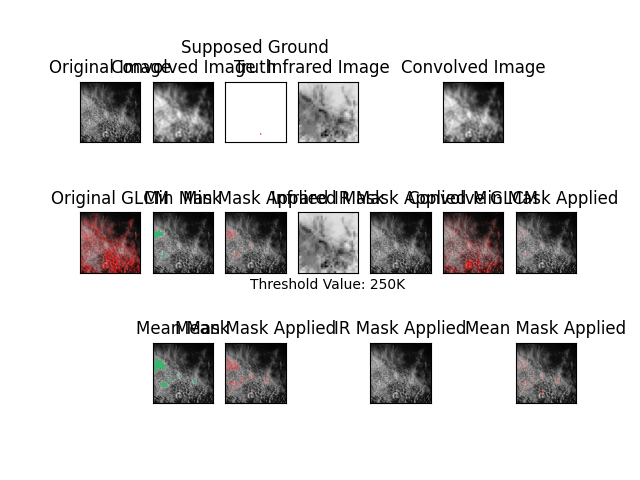 Supposed Ground
Original Image Convolved Image Truth Infrared Image Convolved Image
Original GLCM Min Mask Min Mask Applied Infrared Mask IR Mask Applied Convolved GLCM Min Mask Applied
Threshold Value: 250K
Mean Mask Mean Mask Applied IR Mask Applied Mean Mask Applied